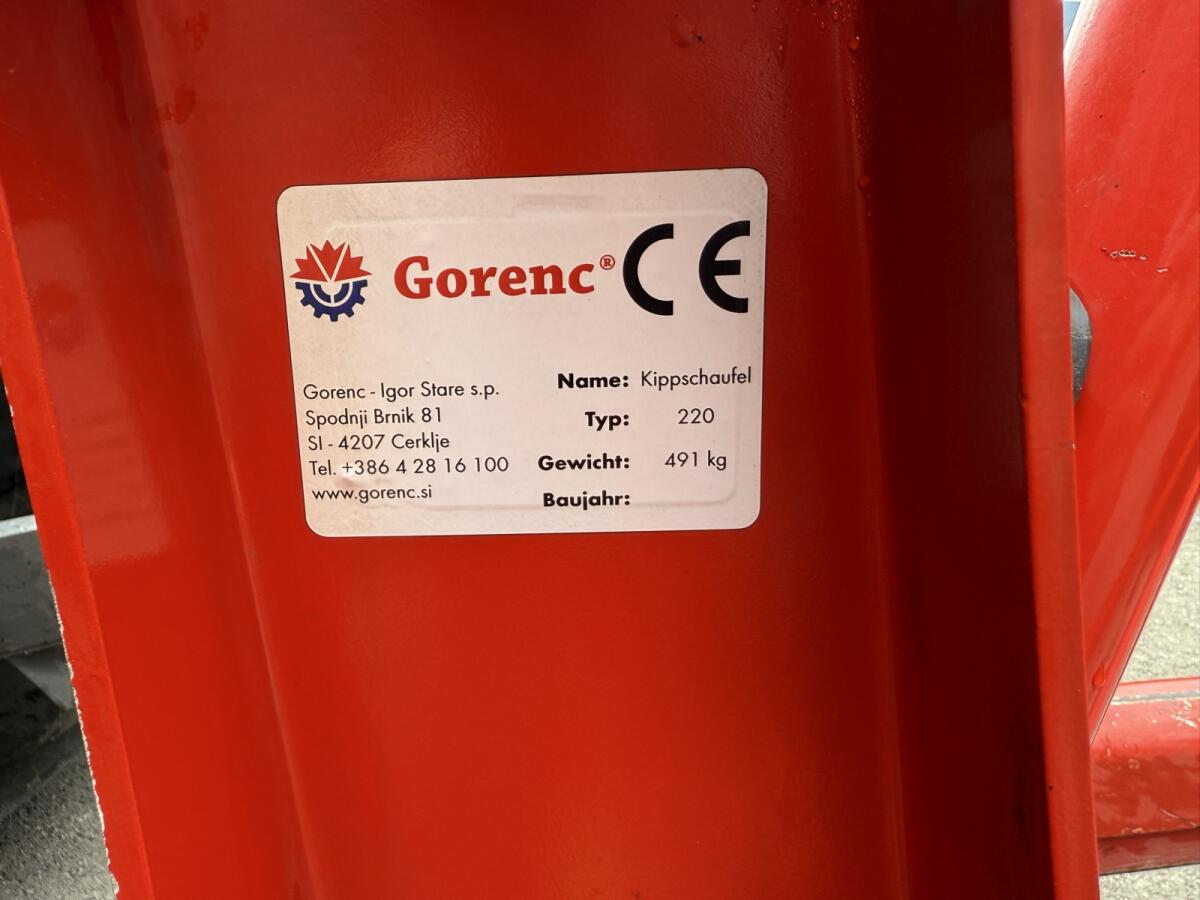 Gorenc® CE
Gorenc - Igor Stare s.p.
Spodnji Brnik 81
SI - 4207 Cerklje
Tel. +386 4 28 16 100
www.gorenc.si
Name: Kippschaufel
Typ: 220
Gewicht: 491 kg
Baujahr: